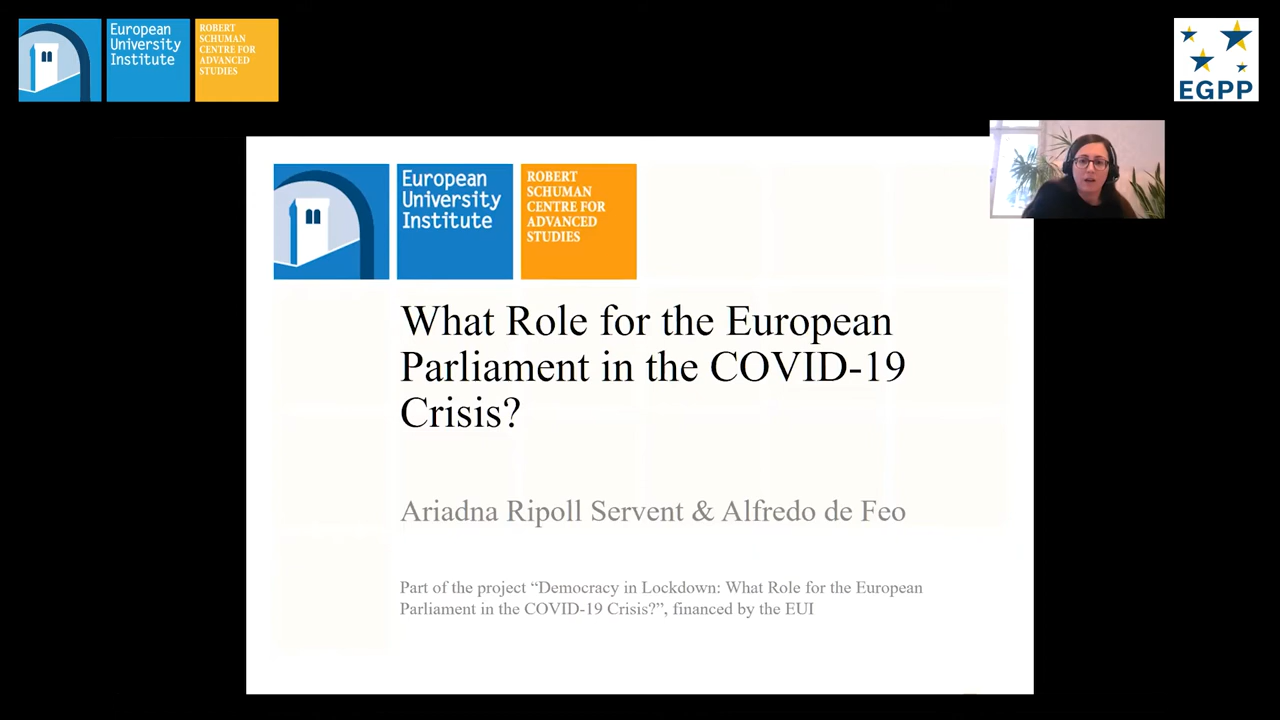 European
University
Institute
ROBERT
SCHUMAN
CENTRE FOR
ADVANCED
STUDIES
EGPP
European
University
Institute
ROBERT
SCHUMAN
CENTRE FOR
ADVANCED
STUDIES
What Role for the European
Parliament in the COVID-19
Crisis?
Ariadna Ripoll Servent & Alfredo de Feo
Part of the project “Democracy in Lockdown: What Role for the European
Parliament in the COVID-19 Crisis?”, financed by the EUI